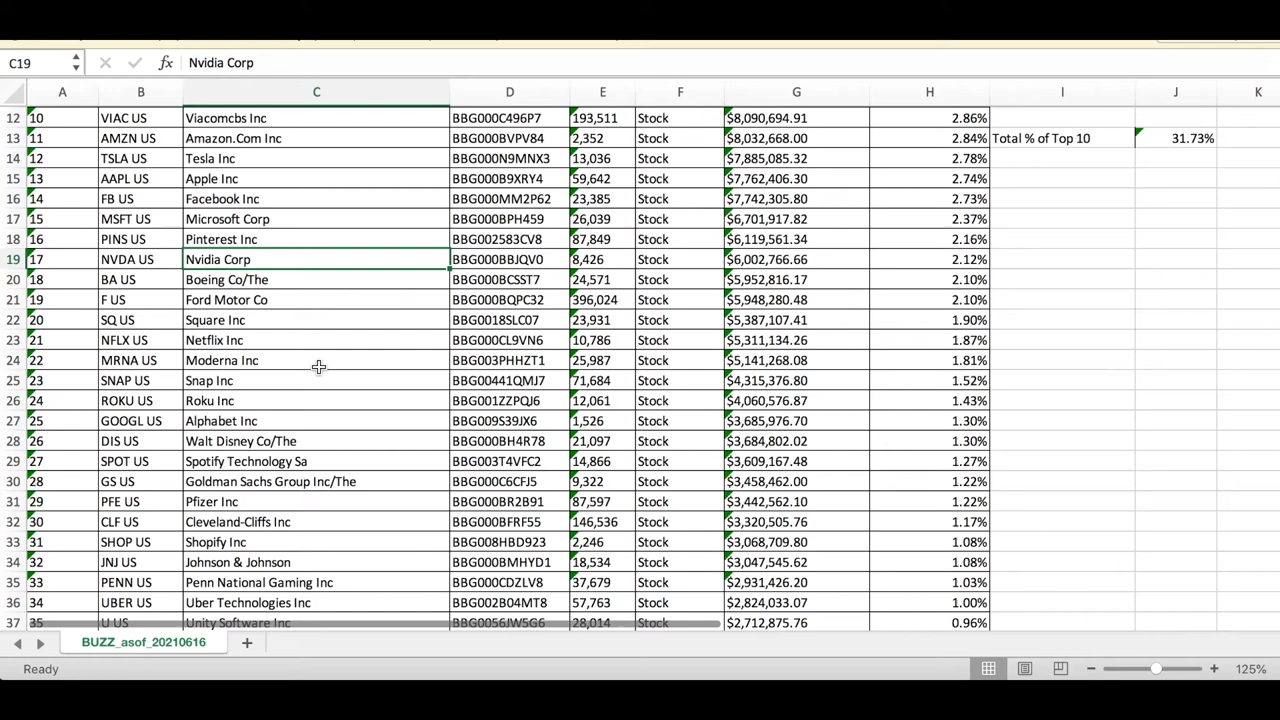 C19 fx Nvidia Corp
A B C D E F G H I J K
12 10 VIAC US Viacomcbs Inc BBG000C496P7 193,511 Stock $8,090,694.91 2.86%
13 11 AMZN US Amazon.Com Inc BBG000BVPV84 2,352 Stock $8,032,668.00 2.84% Total % of Top 10 31.73%
14 12 TSLA US Tesla Inc BBG000N9MNX3 13,036 Stock $7,885,085.32 2.78%
15 13 AAPL US Apple Inc BBG000B9XRY4 59,642 Stock $7,762,406.30 2.74%
16 14 FB US Facebook Inc BBG000MM2P62 23,385 Stock $7,742,305.80 2.73%
17 15 MSFT US Microsoft Corp BBG000BPH459 26,039 Stock $6,701,917.82 2.37%
18 16 PINS US Pinterest Inc BBG002583CV8 87,849 Stock $6,119,561.34 2.16%
19 17 NVDA US Nvidia Corp BBG000BBJQV0 8,426 Stock $6,002,766.66 2.12%
20 18 BA US Boeing Co/The BBG000BCSST7 24,571 Stock $5,952,816.17 2.10%
21 19 F US Ford Motor Co BBG000BQPC32 396,024 Stock $5,948,280.48 2.10%
22 20 SQ US Square Inc BBG0018SLC07 23,931 Stock $5,387,107.41 1.90%
23 21 NFLX US Netflix Inc BBG000CL9VN6 10,786 Stock $5,311,134.26 1.87%
24 22 MRNA US Moderna Inc BBG003PHHZT1 25,987 Stock $5,141,268.08 1.81%
25 23 SNAP US Snap Inc BBG00441QMJ7 71,684 Stock $4,315,376.80 1.52%
26 24 ROKU US Roku Inc BBG001ZZPQJ6 12,061 Stock $4,060,576.87 1.43%
27 25 GOOGL US Alphabet Inc BBG009S39JX6 1,526 Stock $3,685,976.70 1.30%
28 26 DIS US Walt Disney Co/The BBG000BH4R78 21,097 Stock $3,684,802.02 1.30%
29 27 SPOT US Spotify Technology Sa BBG003T4VFC2 14,866 Stock $3,609,167.48 1.27%
30 28 GS US Goldman Sachs Group Inc/The BBG000C6CFJ5 9,322 Stock $3,458,462.00 1.22%
31 29 PFE US Pfizer Inc BBG000BR2B91 87,597 Stock $3,442,562.10 1.22%
32 30 CLF US Cleveland-Cliffs Inc BBG000BFRF55 146,536 Stock $3,320,505.76 1.17%
33 31 SHOP US Shopify Inc BBG008HBD923 2,246 Stock $3,068,709.80 1.08%
34 32 JNJ US Johnson & Johnson BBG000BMHYD1 18,534 Stock $3,047,545.62 1.08%
35 33 PENN US Penn National Gaming Inc BBG000CDZLV8 37,679 Stock $2,931,426.20 1.03%
36 34 UBER US Uber Technologies Inc BBG002B04MT8 57,763 Stock $2,824,033.07 1.00%
37 35 U US Unity Software Inc BBG0056JW5G6 28,014 Stock $2,712,875.76 0.96%
BUZZ_asof_20210616
Ready 125%